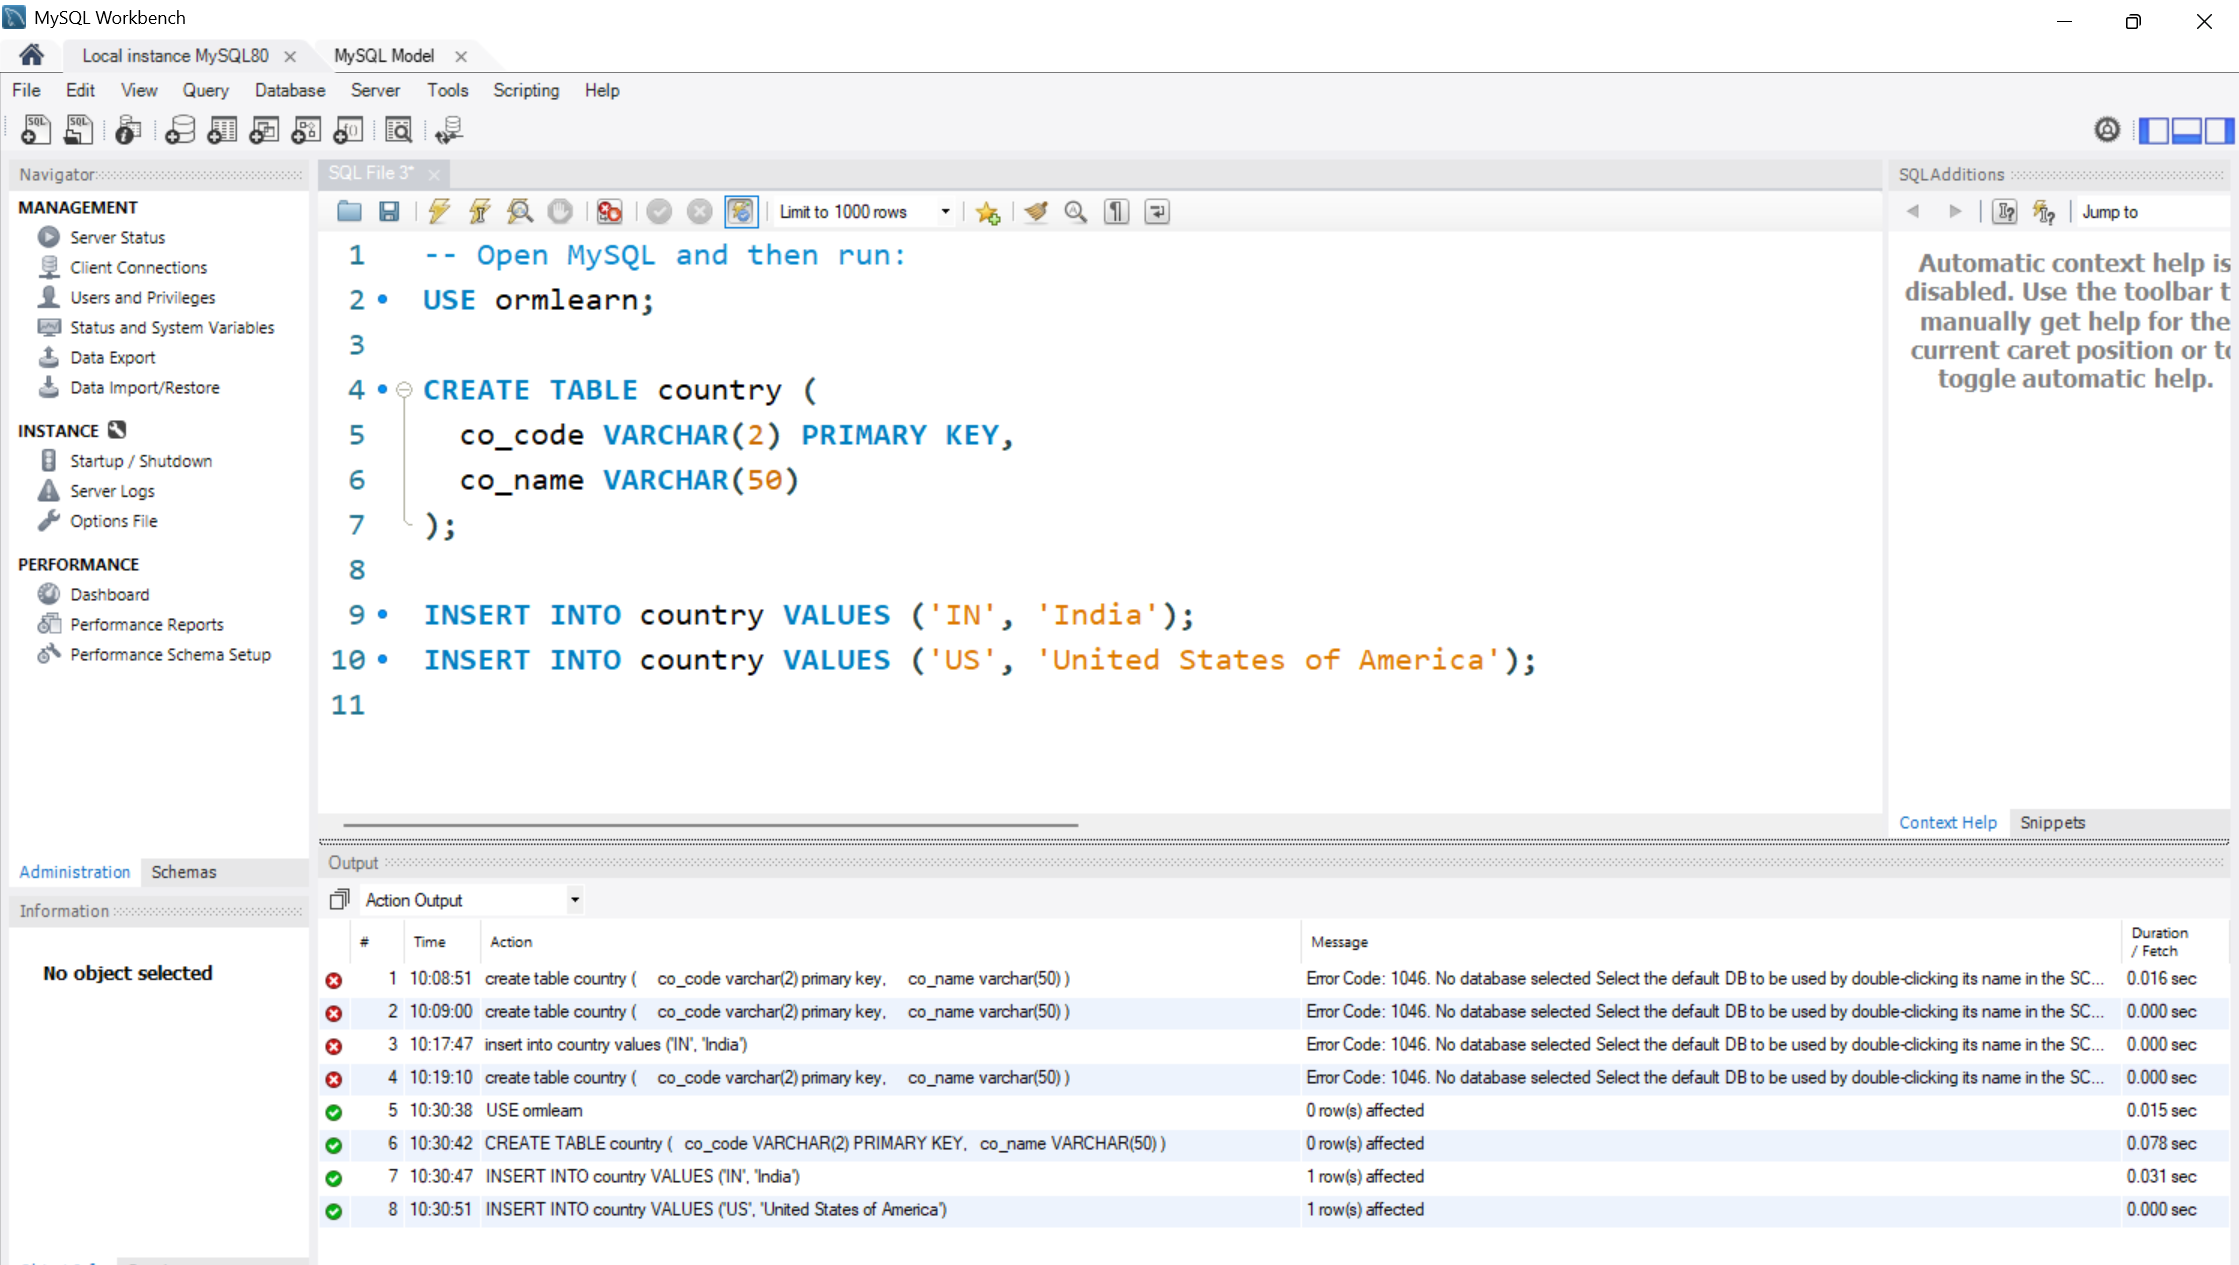 MySQL Workbench
Local instance MySQL80
MySQL Model
File Edit View Query Database Server Tools Scripting Help
Navigator
MANAGEMENT
Server Status
Client Connections
Users and Privileges
Status and System Variables
Data Export
Data Import/Restore
INSTANCE
Startup / Shutdown
Server Logs
Options File
PERFORMANCE
Dashboard
Performance Reports
Performance Schema Setup
Administration Schemas
Information
No object selected
SQL File 3*
Limit to 1000 rows
1 -- Open MySQL and then run:
2 USE ormlearn;
3
4 CREATE TABLE country (
5 co_code VARCHAR(2) PRIMARY KEY,
6 co_name VARCHAR(50)
7 );
8
9 INSERT INTO country VALUES ('IN', 'India');
10 INSERT INTO country VALUES ('US', 'United States of America');
11
SQLAdditions
Jump to
Automatic context help is
disabled. Use the toolbar t
manually get help for the
current caret position or to
toggle automatic help.
Context Help Snippets
Output
Action Output
# Time Action Message Duration / Fetch
1 10:08:51 create table country ( co_code varchar(2) primary key, co_name varchar(50) ) Error Code: 1046. No database selected Select the default DB to be used by double-clicking its name in the SC... 0.016 sec
2 10:09:00 create table country ( co_code varchar(2) primary key, co_name varchar(50) ) Error Code: 1046. No database selected Select the default DB to be used by double-clicking its name in the SC... 0.000 sec
3 10:17:47 insert into country values ('IN', 'India') Error Code: 1046. No database selected Select the default DB to be used by double-clicking its name in the SC... 0.000 sec
4 10:19:10 create table country ( co_code varchar(2) primary key, co_name varchar(50) ) Error Code: 1046. No database selected Select the default DB to be used by double-clicking its name in the SC... 0.000 sec
5 10:30:38 USE ormlearn 0 row(s) affected 0.015 sec
6 10:30:42 CREATE TABLE country ( co_code VARCHAR(2) PRIMARY KEY, co_name VARCHAR(50) ) 0 row(s) affected 0.078 sec
7 10:30:47 INSERT INTO country VALUES ('IN', 'India') 1 row(s) affected 0.031 sec
8 10:30:51 INSERT INTO country VALUES ('US', 'United States of America') 1 row(s) affected 0.000 sec